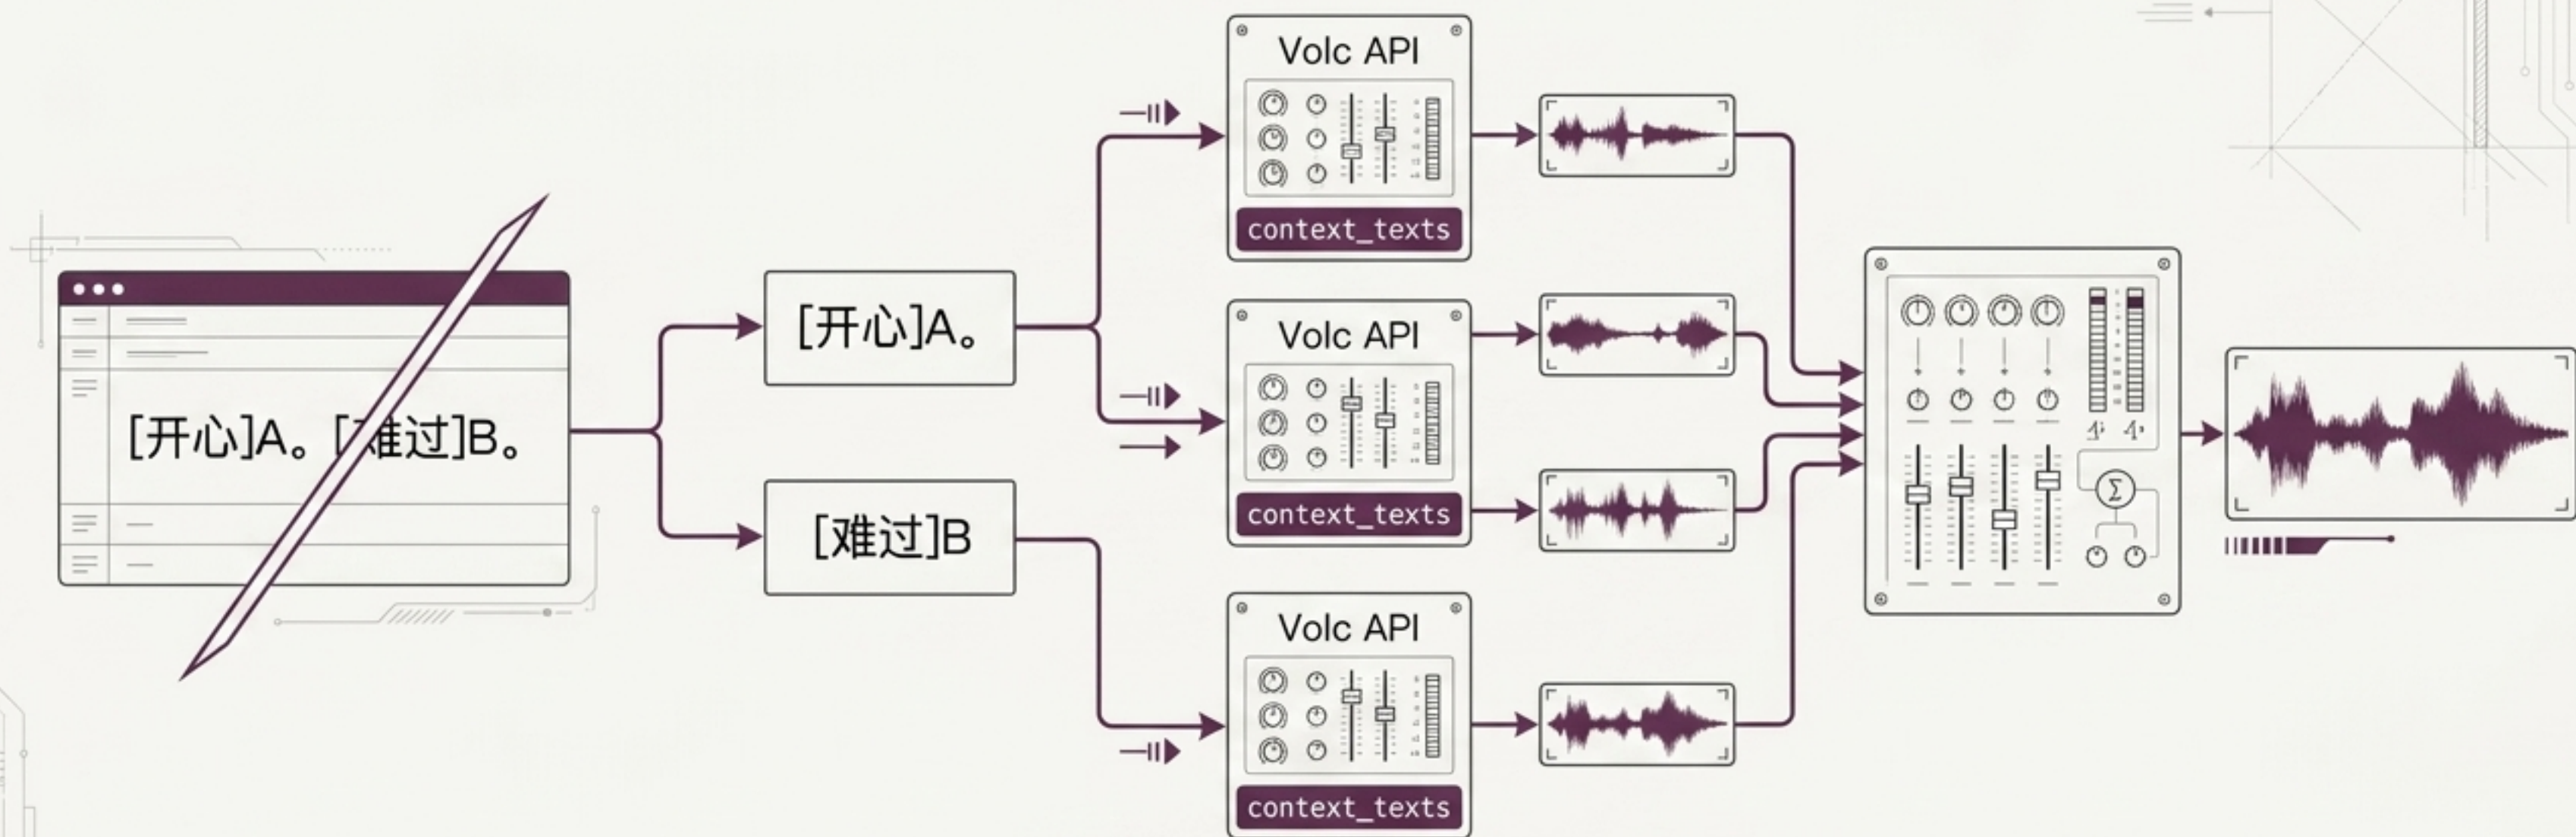 [开心]A。[难过]B。
[开心]A。
[难过]B
Volc API
context_texts
Volc API
context_texts
Volc API
context_texts
Σ